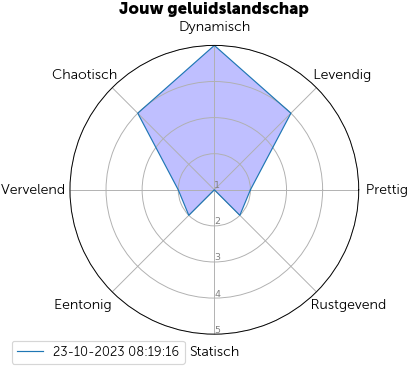 Jouw geluidslandschap
Dynamisch
Chaotisch
Levendig
Vervelend
1
Prettig
2
3
4
Eentonig
Rustgevend
5
23-10-2023 08:19:16
Statisch